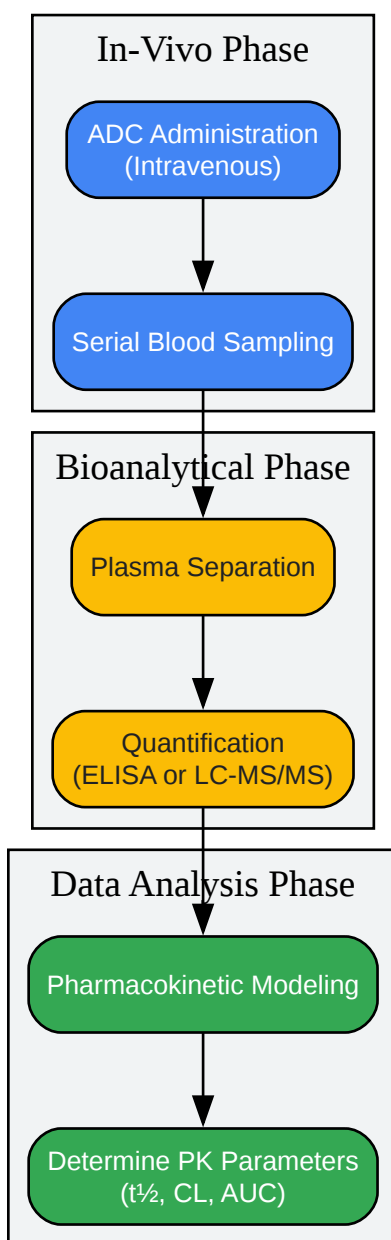 In-Vivo Phase
ADC Administration
(Intravenous)
Serial Blood Sampling
Bioanalytical Phase
Plasma Separation
Quantification
(ELISA or LC-MS/MS)
Data Analysis Phase
Pharmacokinetic Modeling
Determine PK Parameters
(t½, CL, AUC)